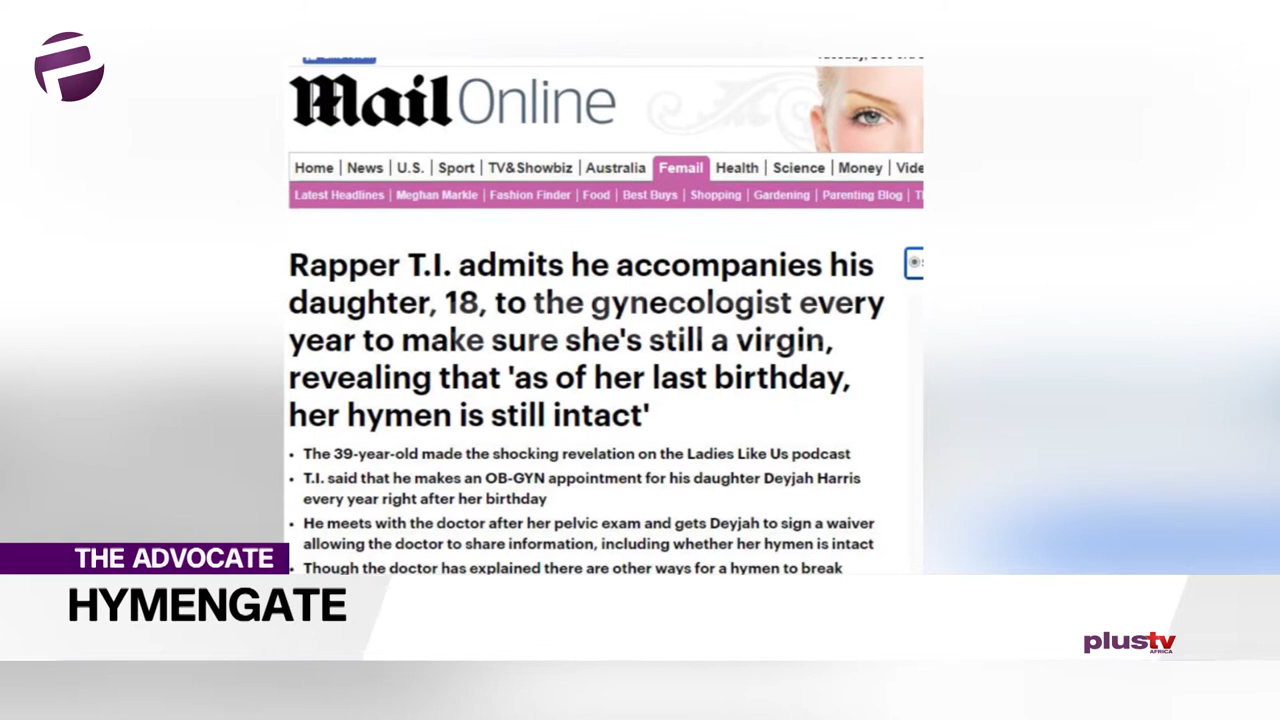 Mail Online
Home | News | U.S. | Sport | TV&Showbiz | Australia | Femail | Health | Science | Money | Vide
Latest Headlines | Meghan Markle | Fashion Finder | Food | Best Buys | Shopping | Gardening | Parenting Blog |
Rapper T.I. admits he accompanies his
daughter, 18, to the gynecologist every
year to make sure she's still a virgin,
revealing that 'as of her last birthday,
her hymen is still intact'
• The 39-year-old made the shocking revelation on the Ladies Like Us podcast
• T.I. said that he makes an OB-GYN appointment for his daughter Deyjah Harris
every year right after her birthday
• He meets with the doctor after her pelvic exam and gets Deyjah to sign a waiver
allowing the doctor to share information, including whether her hymen is intact
• Though the doctor has explained there are other ways for a hymen to break
THE ADVOCATE
HYMENGATE
plustv
AFRICA